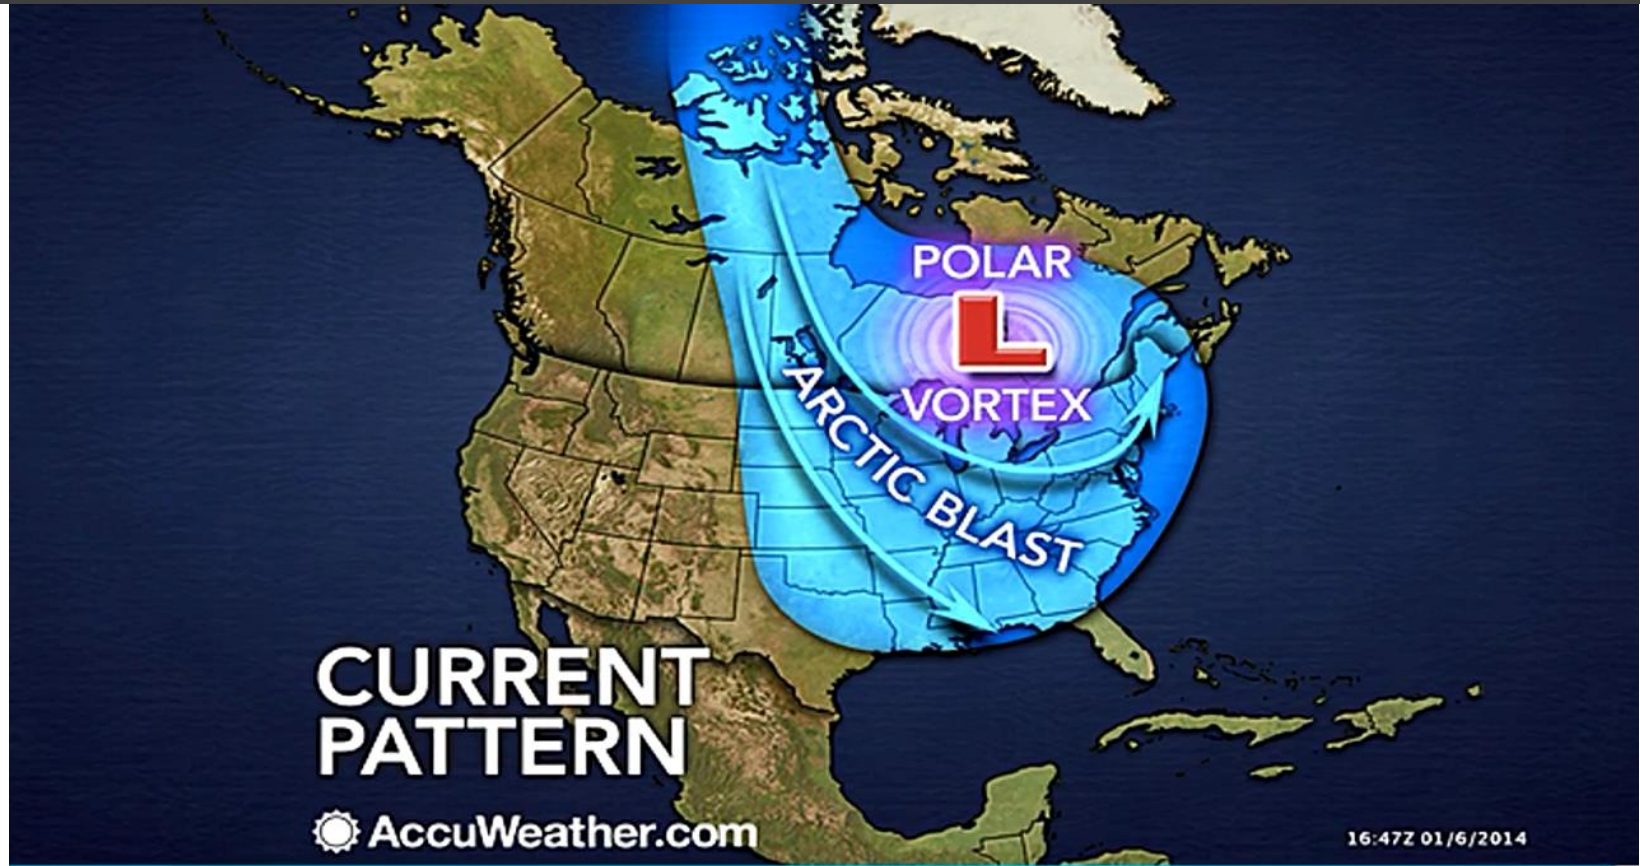 POLAR
L
VORTEX
ARCTIC BLAST
CURRENT
PATTERN
AccuWeather.com
16:47Z 01/6/2014